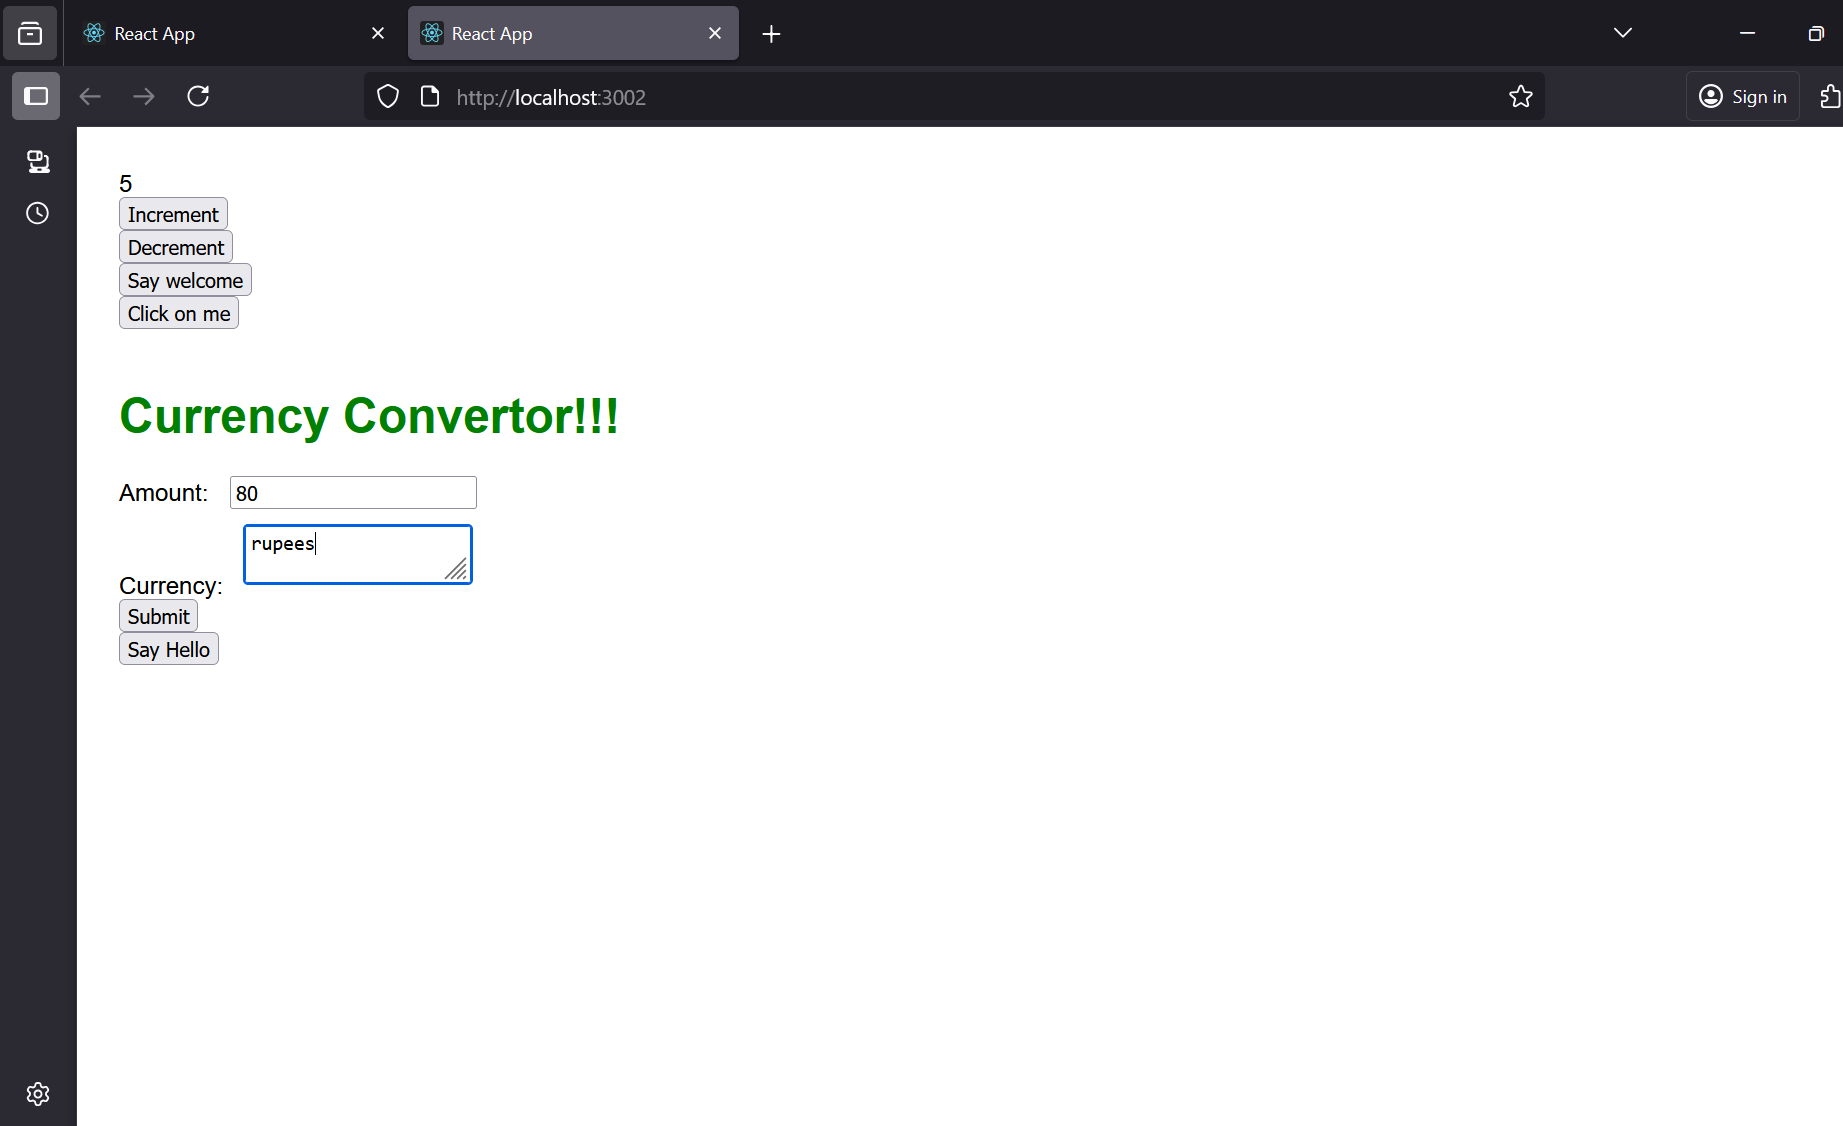 React App
React App
http://localhost:3002
Sign in
5
Increment
Decrement
Say welcome
Click on me
Currency Convertor!!!
Amount: 80
rupees
Currency:
Submit
Say Hello